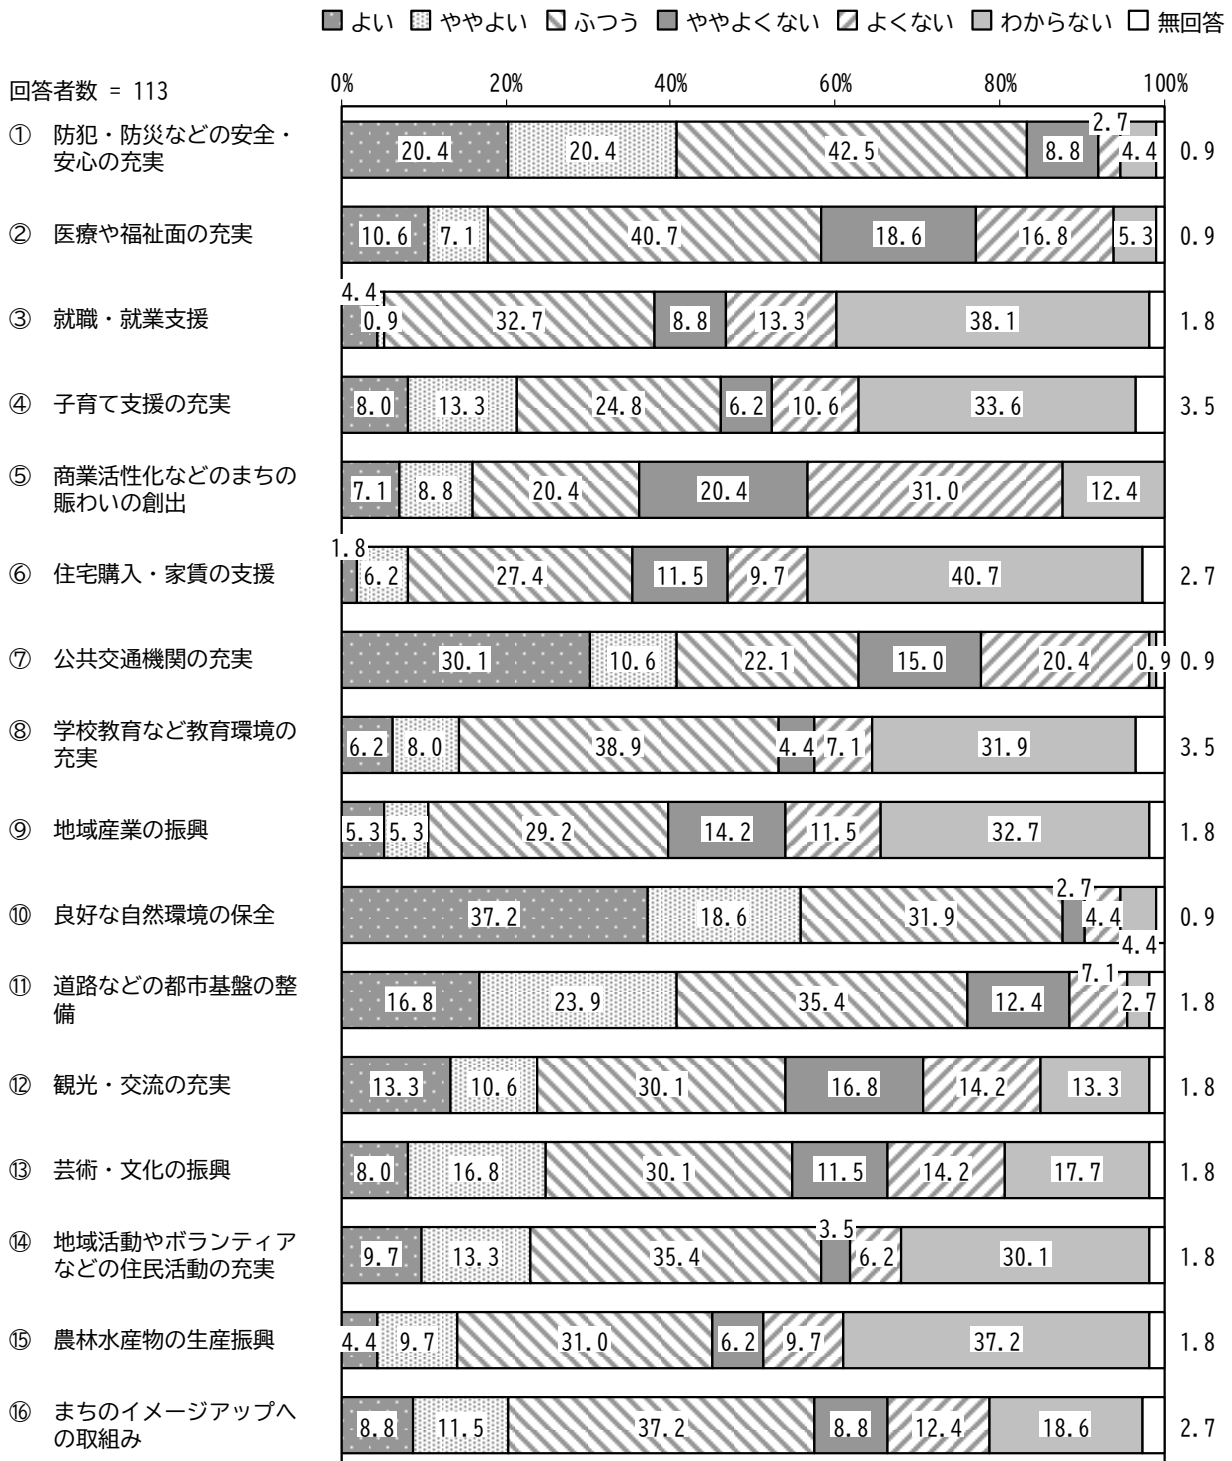 よい ややよい ふつう ややよくない よくない わからない 無回答
回答者数 = 113
0% 20% 40% 60% 80% 100%
① 防犯・防災などの安全・
安心の充実
20.4 20.4 42.5 8.8 2.7 4.4 0.9
② 医療や福祉面の充実
10.6 7.1 40.7 18.6 16.8 5.3 0.9
③ 就職・就業支援
4.4 0.9 32.7 8.8 13.3 38.1 1.8
④ 子育て支援の充実
8.0 13.3 24.8 6.2 10.6 33.6 3.5
⑤ 商業活性化などのまちの
賑わいの創出
7.1 8.8 20.4 20.4 31.0 12.4
⑥ 住宅購入・家賃の支援
1.8 6.2 27.4 11.5 9.7 40.7 2.7
⑦ 公共交通機関の充実
30.1 10.6 22.1 15.0 20.4 0.9 0.9
⑧ 学校教育など教育環境の
充実
6.2 8.0 38.9 4.4 7.1 31.9 3.5
⑨ 地域産業の振興
5.3 5.3 29.2 14.2 11.5 32.7 1.8
⑩ 良好な自然環境の保全
37.2 18.6 31.9 2.7 4.4 4.4 0.9
⑪ 道路などの都市基盤の整
備
16.8 23.9 35.4 12.4 7.1 2.7 1.8
⑫ 観光・交流の充実
13.3 10.6 30.1 16.8 14.2 13.3 1.8
⑬ 芸術・文化の振興
8.0 16.8 30.1 11.5 14.2 17.7 1.8
⑭ 地域活動やボランティア
などの住民活動の充実
9.7 13.3 35.4 3.5 6.2 30.1 1.8
⑮ 農林水産物の生産振興
4.4 9.7 31.0 6.2 9.7 37.2 1.8
⑯ まちのイメージアップへ
の取組み
8.8 11.5 37.2 8.8 12.4 18.6 2.7